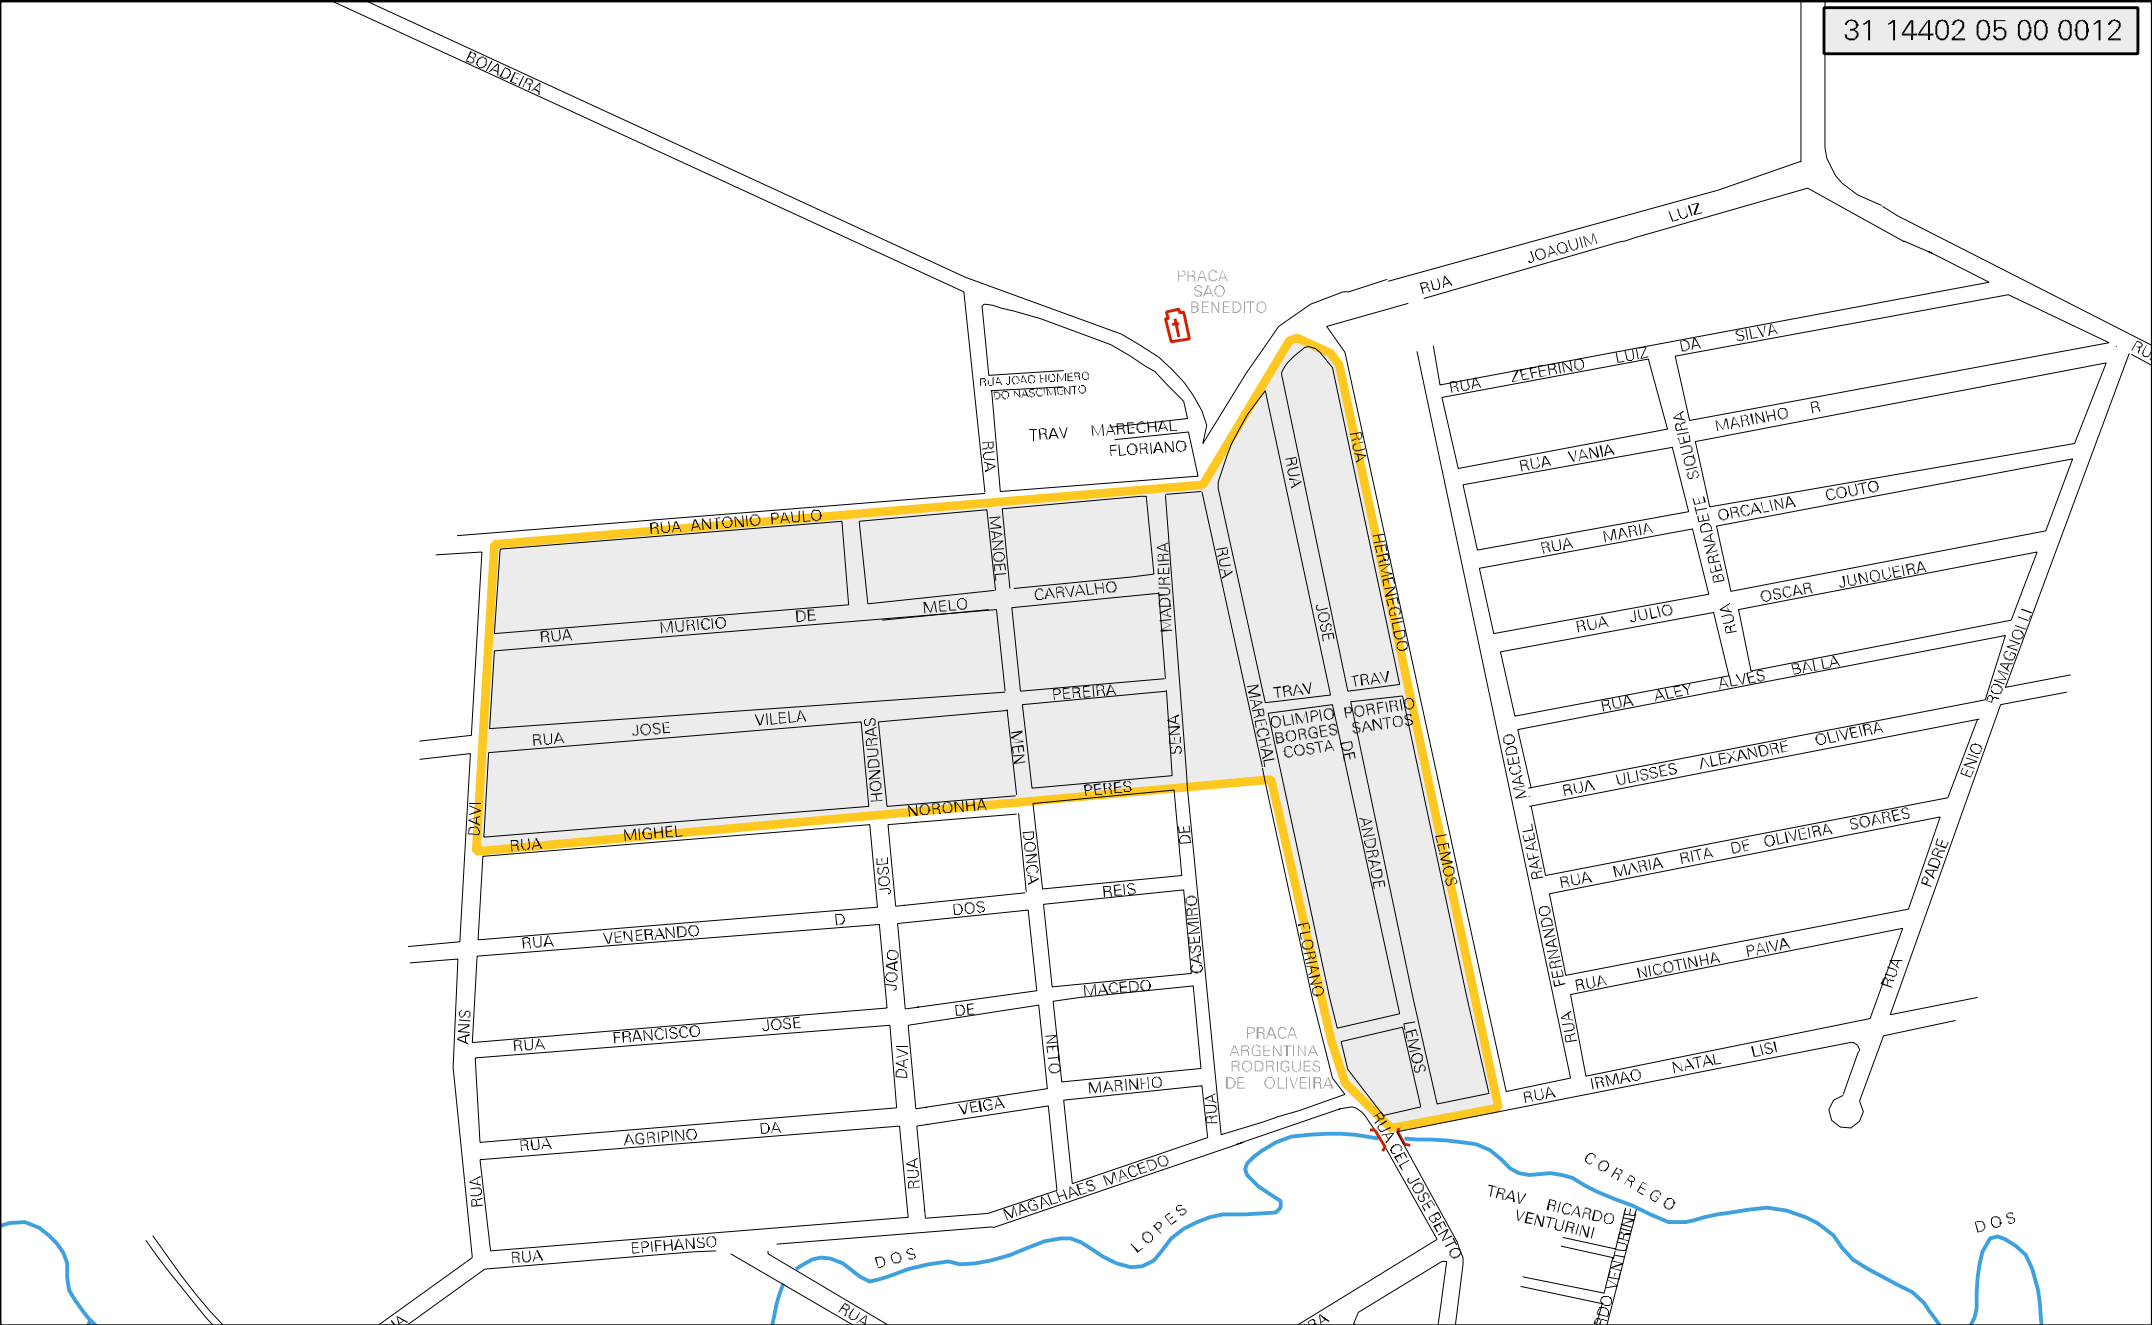 31 14402 05 00 0012
BOIADEIRA
RUA JOAQUIM LUIZ
PRACA
SAO
BENEDITO
RUA JOAO HOMERO
DO NASCIMENTO
TRAV MARECHAL
FLORIANO
RUA ZEFERINO LUIZ DA SILVA
RUA VANIA MARINHO R
RUA MARIA ORCALINA COUTO
RUA JULIO OSCAR JUNQUEIRA
RUA ALEY ALVES BALLA
RUA ULISSES ALEXANDRE OLIVEIRA
RUA MARIA RITA DE OLIVEIRA SOARES
RUA NICOTINHA PAIVA
RUA IRMAO NATAL LISI
RUA BERNADETE SIQUEIRA
RUA FERNANDO RAFAEL MACEDO
RUA PADRE ENIO ROMAGNOLLI
RUA ANTONIO PAULO
RUA MURICIO DE MELO CARVALHO
RUA JOSE VILELA PEREIRA
RUA MIGHEL NORONHA PERES
RUA VENERANDO D DOS REIS
RUA FRANCISCO JOSE DE MACEDO
RUA AGRIPINO DA VEIGA MARINHO
RUA EPIFHANSO MAGALHAES MACEDO
RUA ANIS DAVI
RUA DAVI JOAO JOSE HONDURAS
RUA MANOEL MEN DONCA NETO
RUA CASEMIRO DE SENA MADUREIRA
RUA MARECHAL FLORIANO
RUA JOSE DE ANDRADE LEMOS
RUA HERMENEGILDO LEMOS
TRAV
OLIMPIO
BORGES
COSTA
TRAV
PORFIRIO
SANTOS
PRACA
ARGENTINA
RODRIGUES
DE OLIVEIRA
RUA CEL JOSE BENTO
CORREGO DOS
DOS LOPES
TRAV RICARDO
VENTURINI
RDO VENTURINE
RUA
RU